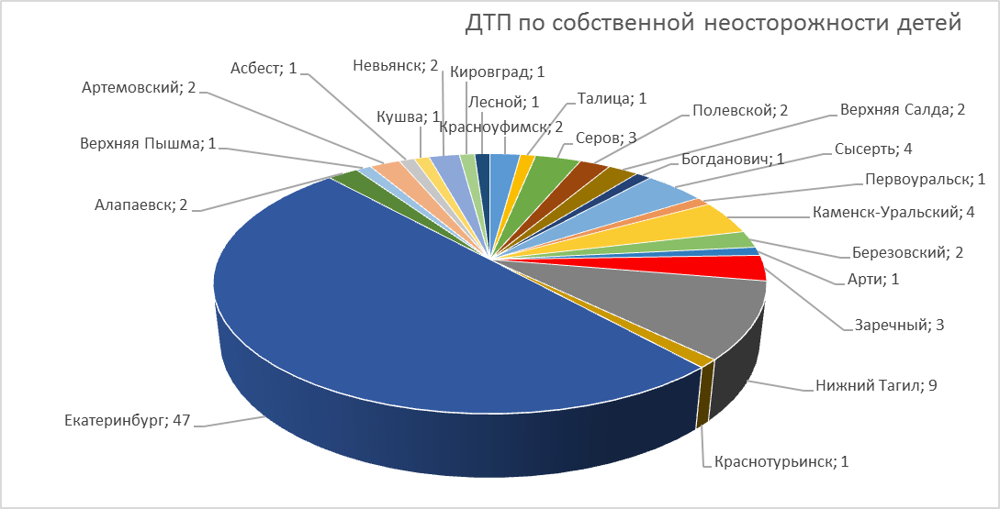 ДТП по собственной неосторожности детей
Асбест; 1
Невьянск; 2
Кировград; 1
Артемовский; 2
Лесной; 1
Талица; 1
Полевской; 2
Верхняя Салда; 2
Кушва; 1
Красноуфимск; 2
Серов; 3
Верхняя Пышма; 1
Богданович; 1
Сысерть; 4
Первоуральск; 1
Алапаевск; 2
Каменск-Уральский; 4
Березовский; 2
Арти; 1
Заречный; 3
Нижний Тагил; 9
Екатеринбург; 47
Краснотурьинск; 1